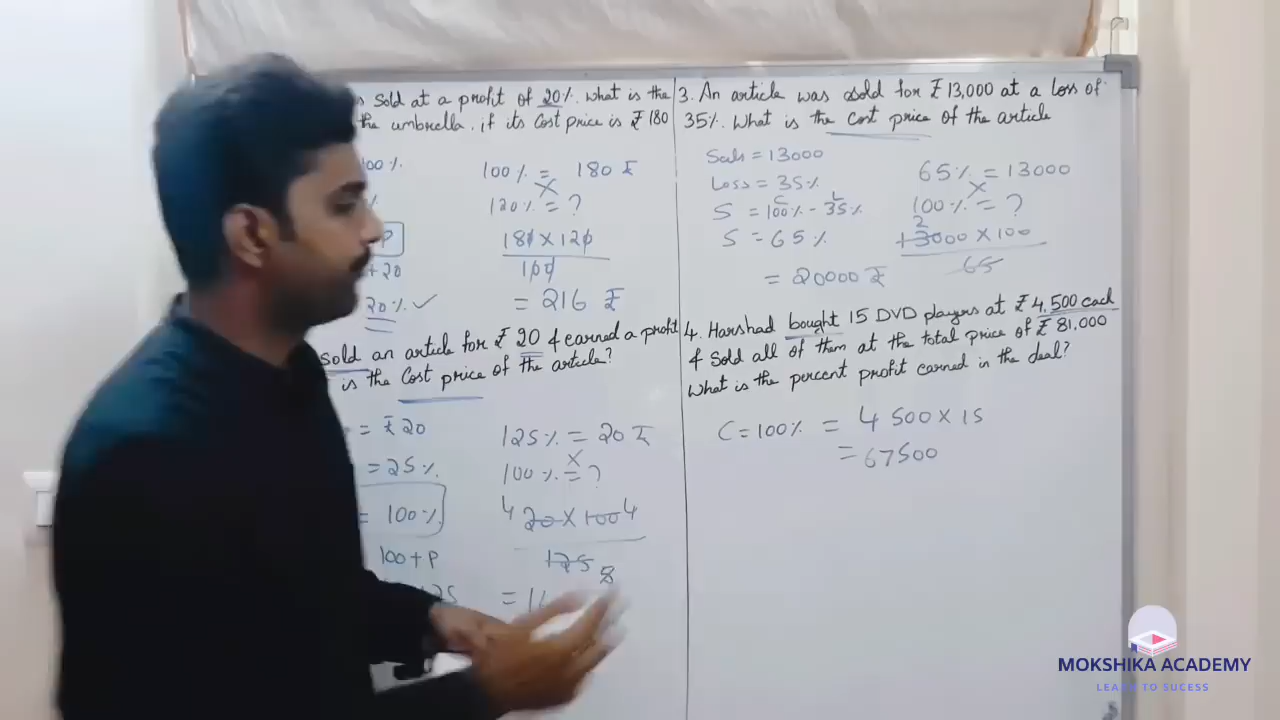 sold at a profit of 20%. What is the
the umbrella, if its Cost price is ₹ 180
100%
100% = 180 ₹
120% = ?
180 X 120
100
+20
= 216 ₹
20% ✓
sold an article for ₹ 20 & earned a profit
is the Cost price of the article?
= ₹20
= 25%
= 100%
100+P
125% = 20 ₹
100% = ?
4 20 X 100 4
125
= 1
3. An article was sold for ₹ 13,000 at a loss of
35%. What is the cost price of the article
Sals = 13000
Loss = 35%
S = 100% - 35%
S = 65%
65% = 13000
100% = ?
2
13000 X 100
65
= 20000 ₹
4. Harshad bought 15 DVD players at ₹ 4,500 each
& sold all of them at the total price of ₹ 81,000
What is the percent profit earned in the deal?
C = 100% = 4500 X 15
= 67500
MOKSHIKA ACADEMY
LEARN TO SUCESS